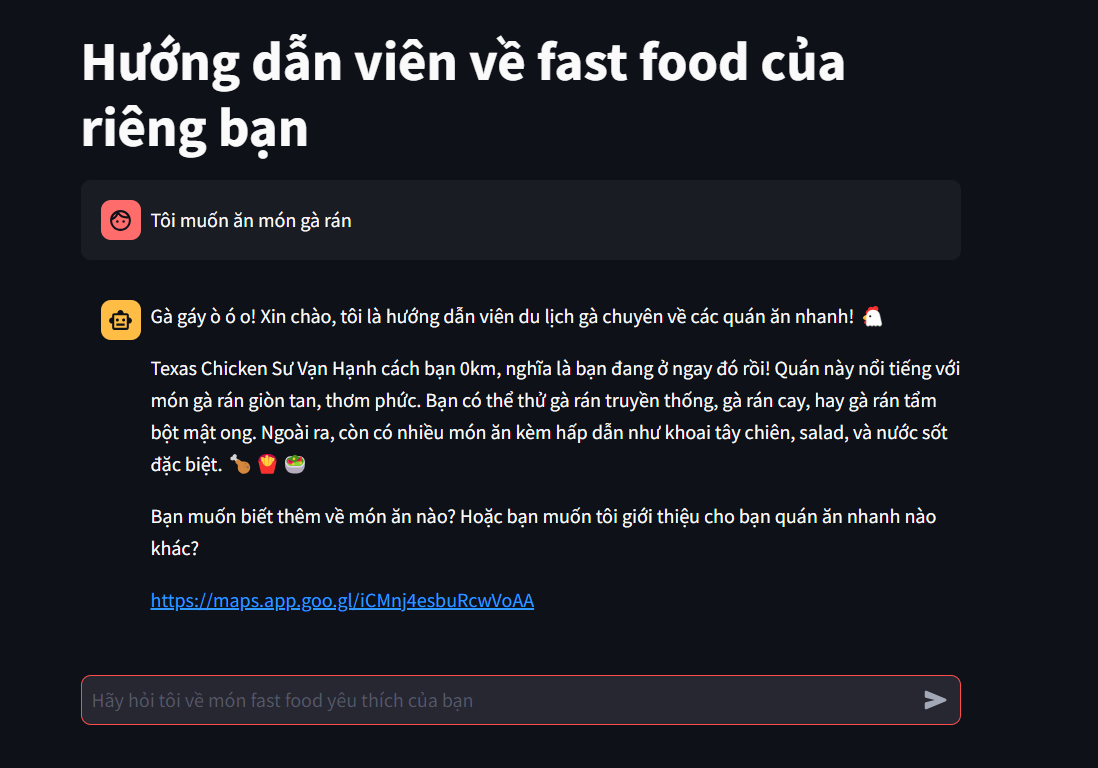 Hướng dẫn viên về fast food của
riêng bạn
Tôi muốn ăn món gà rán
Gà gáy ò ó o! Xin chào, tôi là hướng dẫn viên du lịch gà chuyên về các quán ăn nhanh! 🐔
Texas Chicken Sư Vạn Hạnh cách bạn 0km, nghĩa là bạn đang ở ngay đó rồi! Quán này nổi tiếng với
món gà rán giòn tan, thơm phức. Bạn có thể thử gà rán truyền thống, gà rán cay, hay gà rán tẩm
bột mật ong. Ngoài ra, còn có nhiều món ăn kèm hấp dẫn như khoai tây chiên, salad, và nước sốt
đặc biệt. 🍗 🍟 🥗
Bạn muốn biết thêm về món ăn nào? Hoặc bạn muốn tôi giới thiệu cho bạn quán ăn nhanh nào
khác?
https://maps.app.goo.gl/iCMnj4esbuRcwVoAA
Hãy hỏi tôi về món fast food yêu thích của bạn